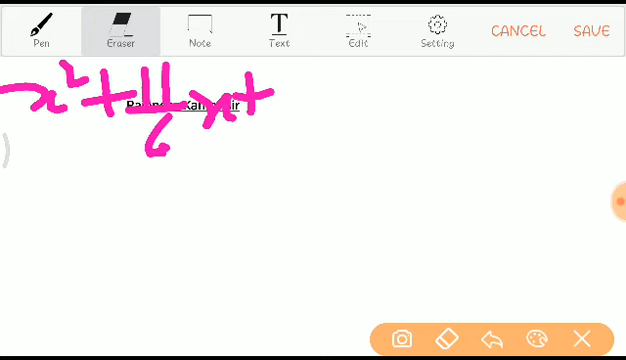 Pen Eraser Note Text Edit Setting CANCEL SAVE
x² + 11/6 x +